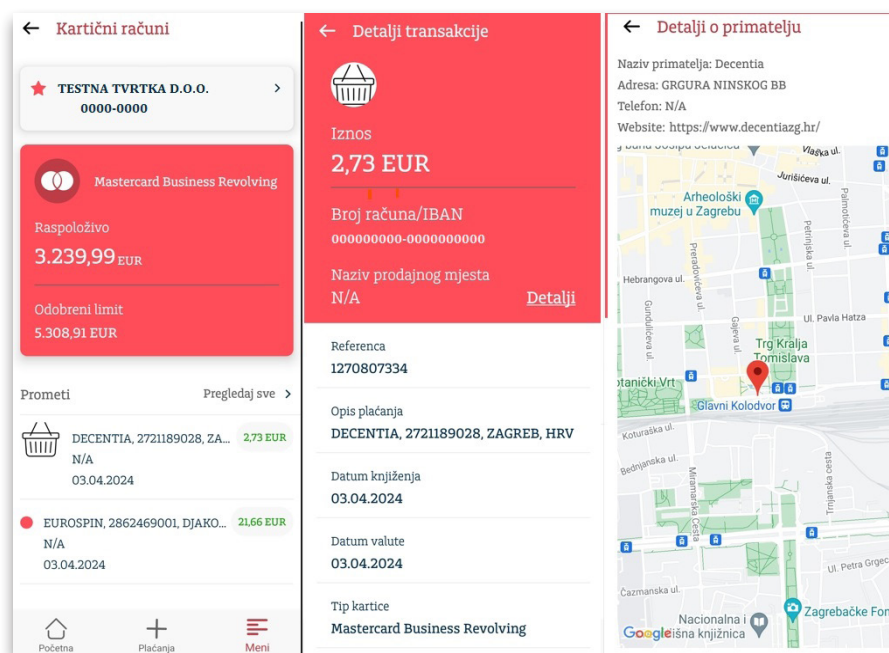 Kartični računi
TESTNA TVRTKA D.O.O.
0000-0000
Mastercard Business Revolving
Raspoloživo
3.239,99 EUR
Odobreni limit
5.308,91 EUR
Prometi
Pregledaj sve
DECENTIA, 2721189028, ZA...
2,73 EUR
N/A
03.04.2024
EUROSPIN, 2862469001, DJAKO...
21,66 EUR
N/A
03.04.2024
Početna
Plaćanja
Meni
Detalji transakcije
Iznos
2,73 EUR
Broj računa/IBAN
000000000-0000000000
Naziv prodajnog mjesta
N/A
Detalji
Referenca
1270807334
Opis plaćanja
DECENTIA, 2721189028, ZAGREB, HRV
Datum knjiženja
03.04.2024
Datum valute
03.04.2024
Tip kartice
Mastercard Business Revolving
Detalji o primatelju
Naziv primatelja: Decentia
Adresa: GRGURA NINSKOG BB
Telefon: N/A
Website: https://www.decentiazg.hr/
Vlaška ul.
Jurišićeva ul.
Arheološki
muzej u Zagrebu
Palmotićeva ul.
Petrinjska ul.
Preradovićeva ul.
Hebrangova ul.
Gundulićeva ul.
Gajeva ul.
Ul. Pavla Hatza
Trg Kralja
Tomislava
otanički Vrt
Glavni Kolodvor
Koturaška ul.
Bednjanska ul.
Miramarska Cesta
Trnjanska cesta
Ul. Petra Grgec
Čazmanska ul.
Zagrebačke Fon
Nacionalna i
Google
išna knjižnica